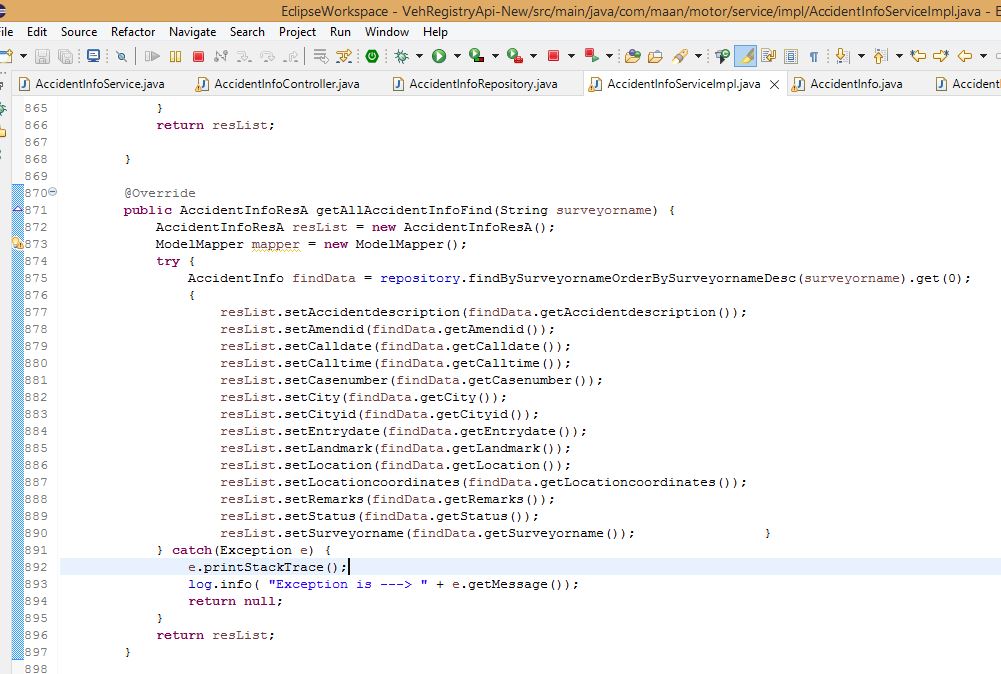 EclipseWorkspace - VehRegistryApi-New/src/main/java/com/maan/motor/service/impl/AccidentInfoServiceImpl.java - E
ile Edit Source Refactor Navigate Search Project Run Window Help
AccidentInfoService.java AccidentInfoController.java AccidentInfoRepository.java AccidentInfoServiceImpl.java AccidentInfo.java Accident
865 }
866 return resList;
867
868 }
869
870 @Override
871 public AccidentInfoResA getAllAccidentInfoFind(String surveyorname) {
872 AccidentInfoResA resList = new AccidentInfoResA();
873 ModelMapper mapper = new ModelMapper();
874 try {
875 AccidentInfo findData = repository.findBySurveyornameOrderBySurveyornameDesc(surveyorname).get(0);
876 {
877 resList.setAccidentdescription(findData.getAccidentdescription());
878 resList.setAmendid(findData.getAmendid());
879 resList.setCalldate(findData.getCalldate());
880 resList.setCalltime(findData.getCalltime());
881 resList.setCasenumber(findData.getCasenumber());
882 resList.setCity(findData.getCity());
883 resList.setCityid(findData.getCityid());
884 resList.setEntrydate(findData.getEntrydate());
885 resList.setLandmark(findData.getLandmark());
886 resList.setLocation(findData.getLocation());
887 resList.setLocationcoordinates(findData.getLocationcoordinates());
888 resList.setRemarks(findData.getRemarks());
889 resList.setStatus(findData.getStatus());
890 resList.setSurveyorname(findData.getSurveyorname()); }
891 } catch(Exception e) {
892 e.printStackTrace();
893 log.info( "Exception is ---> " + e.getMessage());
894 return null;
895 }
896 return resList;
897 }
898